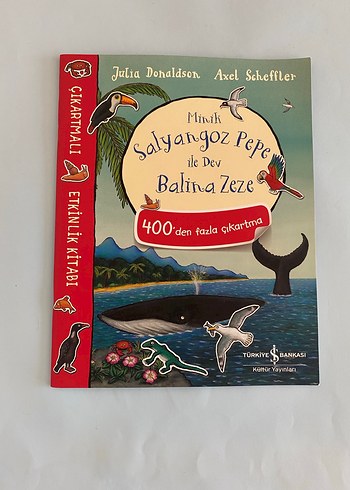 Julia Donaldson Axel Scheffler
Minik
Salyangoz Pepe
ile Dev
Balina Zeze
400'den fazla çıkartma
ÇIKARTMALI ETKİNLİK KİTABI
TÜRKİYE İŞ BANKASI
Kültür Yayınları